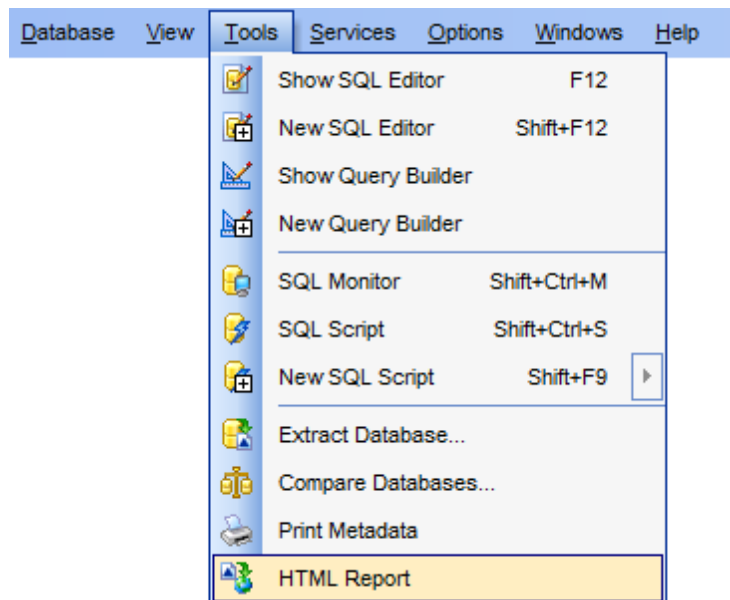 Database View Tools Services Options Windows Help
Show SQL Editor F12
New SQL Editor Shift+F12
Show Query Builder
New Query Builder
SQL Monitor Shift+Ctrl+M
SQL Script Shift+Ctrl+S
New SQL Script Shift+F9
Extract Database...
Compare Databases...
Print Metadata
HTML Report